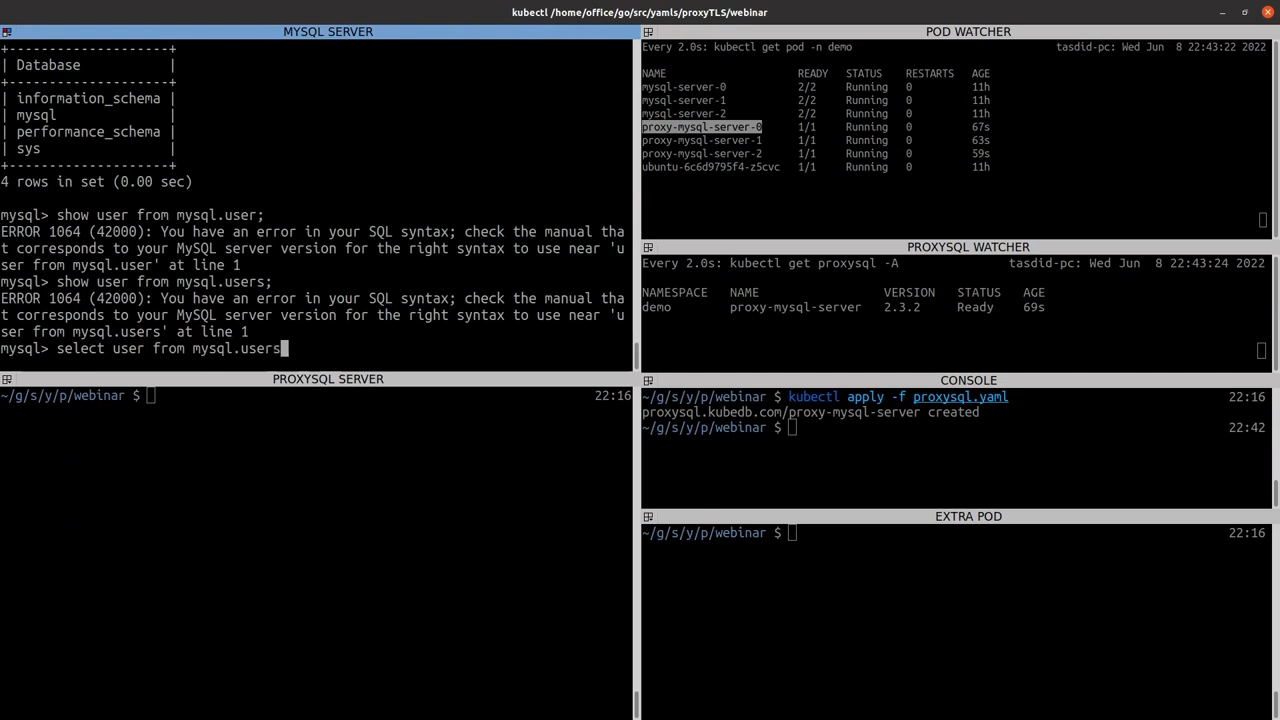 kubectl /home/office/go/src/yamls/proxyTLS/webinar
MYSQL SERVER
+--------------------+
| Database           |
+--------------------+
| information_schema |
| mysql              |
| performance_schema |
| sys                |
+--------------------+
4 rows in set (0.00 sec)
mysql> show user from mysql.user;
ERROR 1064 (42000): You have an error in your SQL syntax; check the manual tha
t corresponds to your MySQL server version for the right syntax to use near 'u
ser from mysql.user' at line 1
mysql> show user from mysql.users;
ERROR 1064 (42000): You have an error in your SQL syntax; check the manual tha
t corresponds to your MySQL server version for the right syntax to use near 'u
ser from mysql.users' at line 1
mysql> select user from mysql.users
PROXYSQL SERVER
~/g/s/y/p/webinar $ 22:16
POD WATCHER
Every 2.0s: kubectl get pod -n demo tasdid-pc: Wed Jun  8 22:43:22 2022
NAME READY STATUS RESTARTS AGE
mysql-server-0 2/2 Running 0 11h
mysql-server-1 2/2 Running 0 11h
mysql-server-2 2/2 Running 0 11h
proxy-mysql-server-0 1/1 Running 0 67s
proxy-mysql-server-1 1/1 Running 0 63s
proxy-mysql-server-2 1/1 Running 0 59s
ubuntu-6c6d9795f4-z5cvc 1/1 Running 0 11h
PROXYSQL WATCHER
Every 2.0s: kubectl get proxysql -A tasdid-pc: Wed Jun  8 22:43:24 2022
NAMESPACE NAME VERSION STATUS AGE
demo proxy-mysql-server 2.3.2 Ready 69s
CONSOLE
~/g/s/y/p/webinar $ kubectl apply -f proxysql.yaml 22:16
proxysql.kubedb.com/proxy-mysql-server created
~/g/s/y/p/webinar $ 22:42
EXTRA POD
~/g/s/y/p/webinar $ 22:16